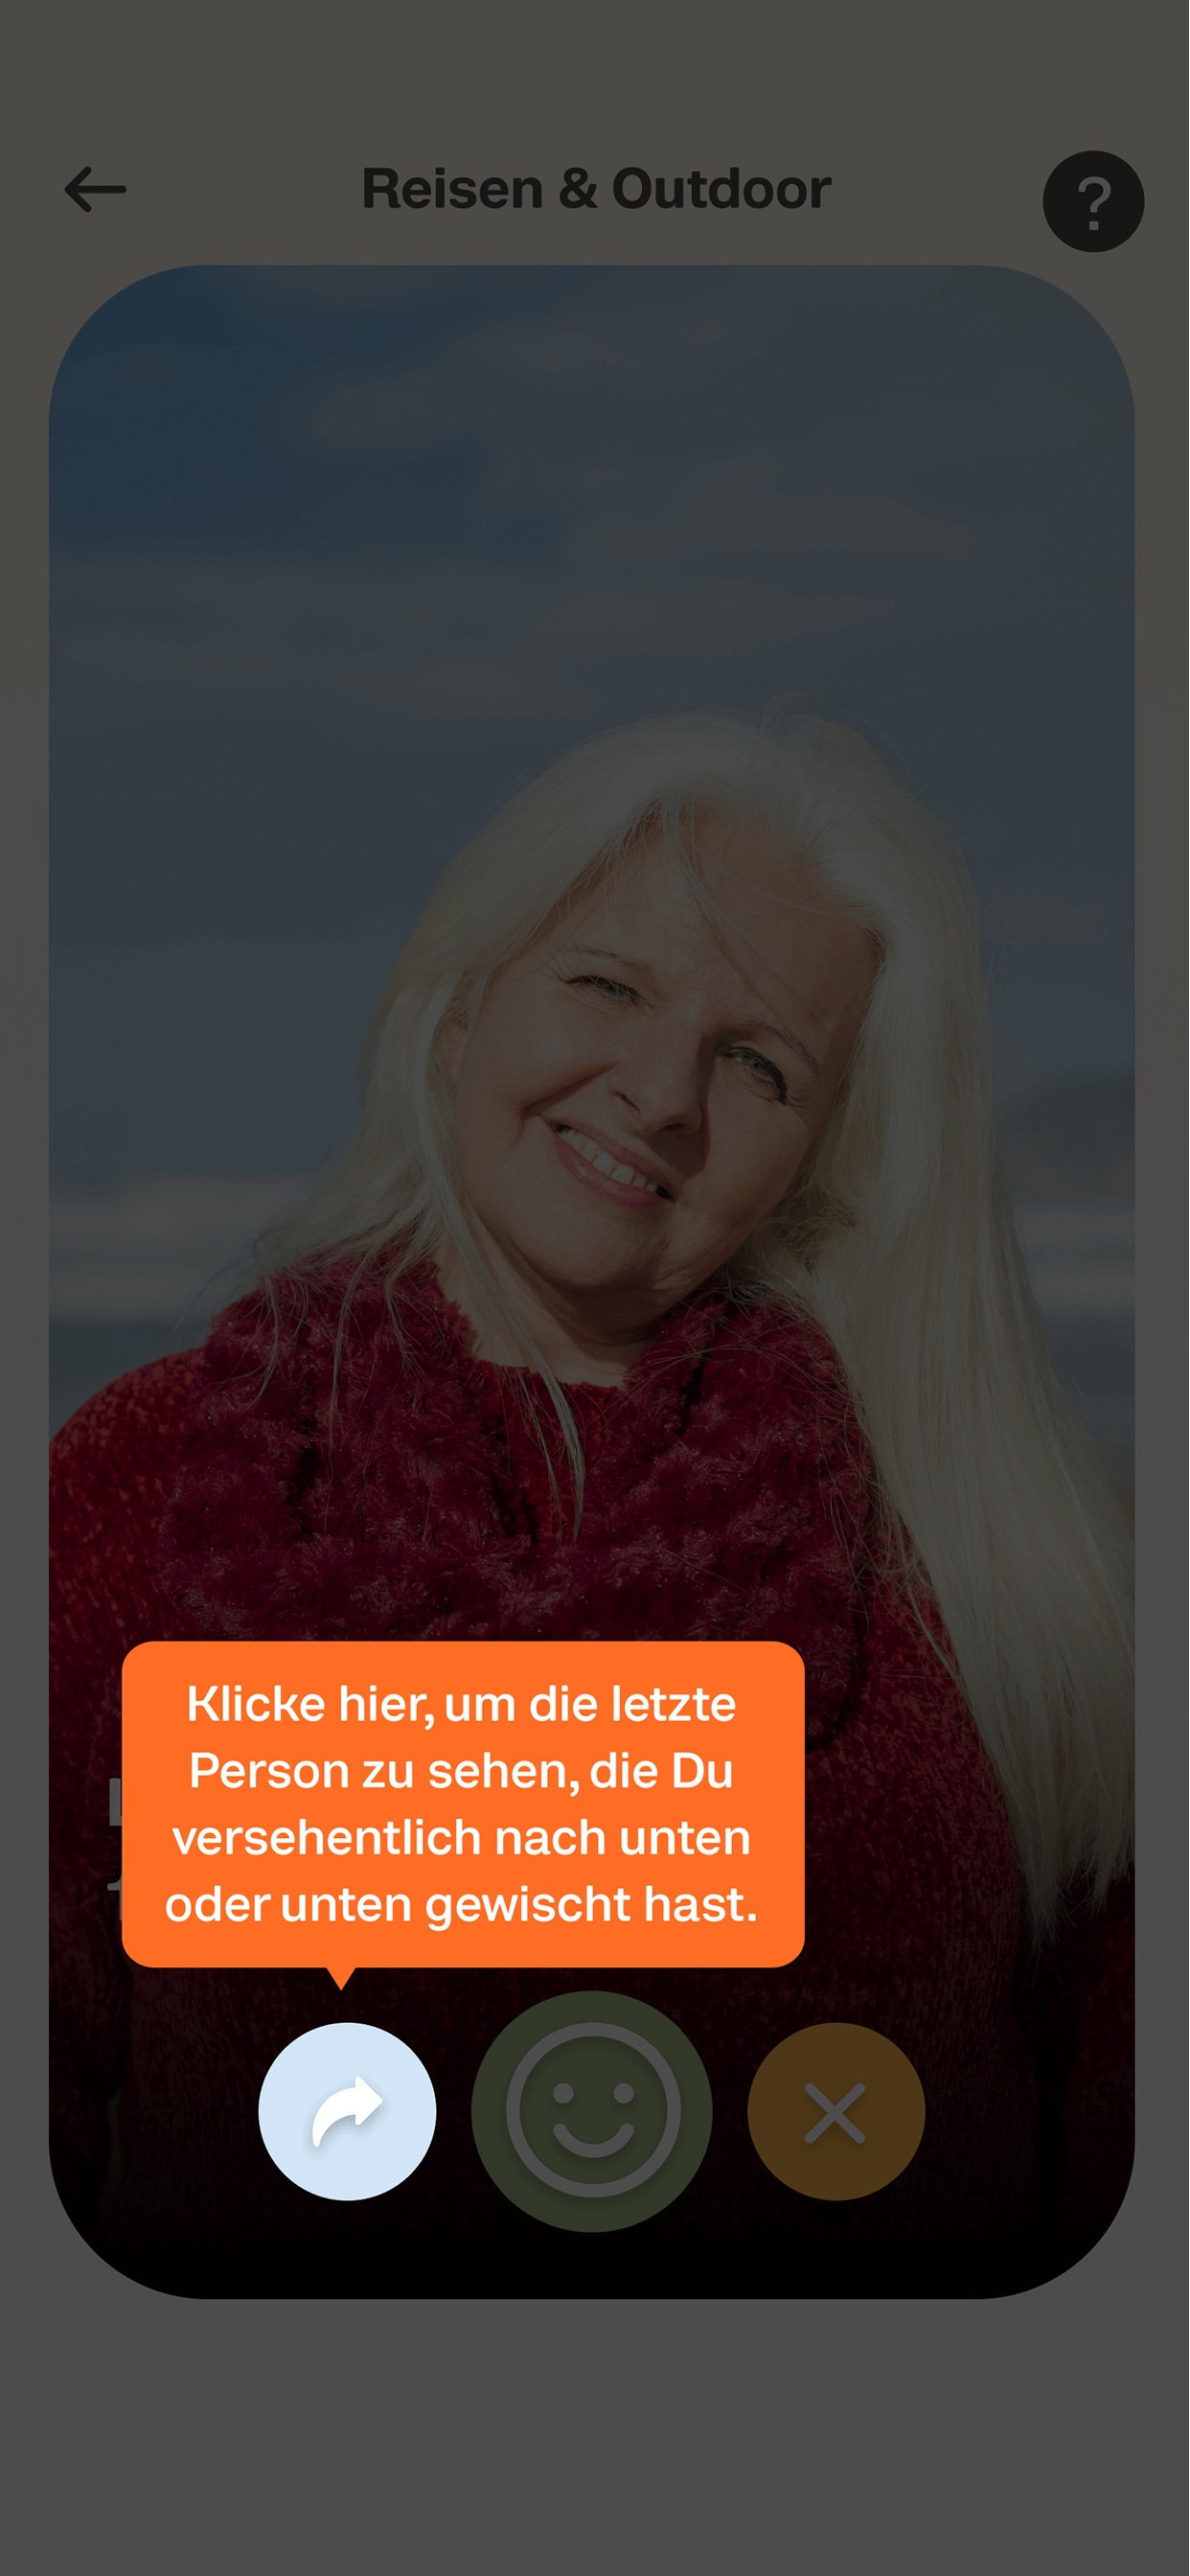 Reisen & Outdoor
?
Klicke hier, um die letzte
Person zu sehen, die Du
versehentlich nach unten
oder unten gewischt hast.